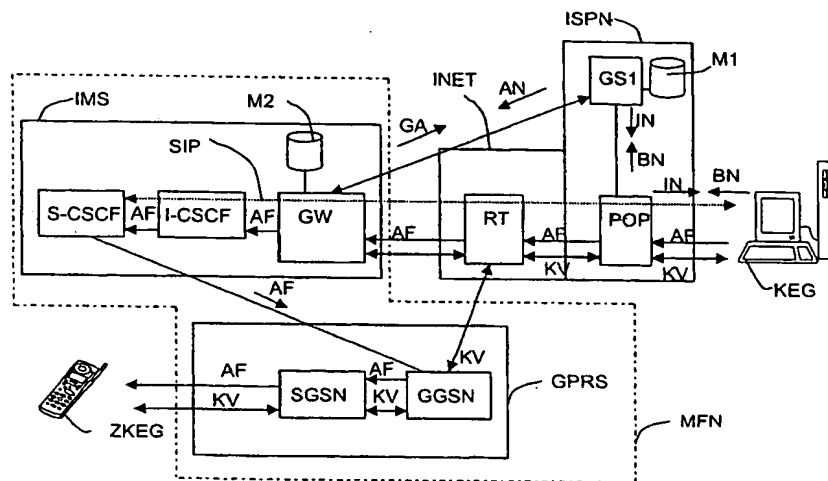 ISPN
M1
GS1
INET
AN
IMS
M2
GA
IN
BN
SIP
IN
BN
S-CSCF
AF
I-CSCF
AF
GW
AF
RT
AF
POP
AF
KV
KV
KEG
AF
KV
AF
SGSN
AF
KV
GGSN
GPRS
KV
ZKEG
MFN